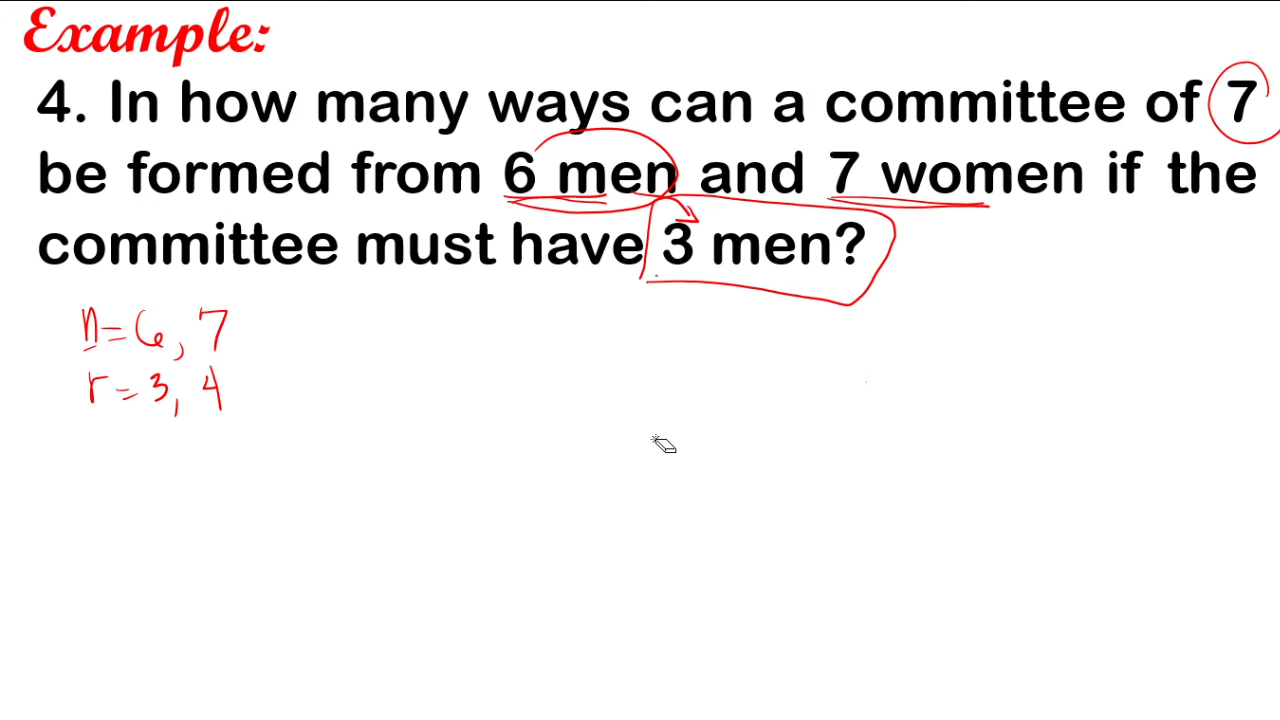 Example:
4. In how many ways can a committee of 7
be formed from 6 men and 7 women if the
committee must have 3 men?
n=6, 7
r=3, 4